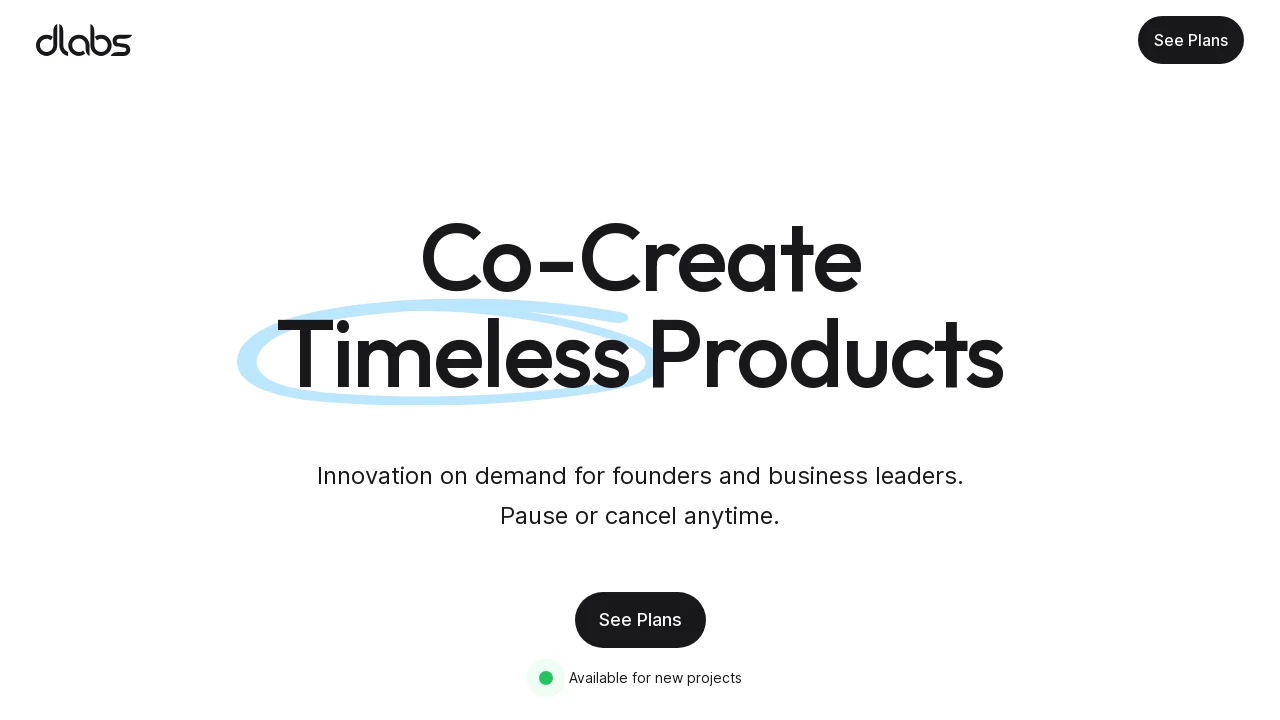 dlabs
See Plans
Co-Create
Timeless Products
Innovation on demand for founders and business leaders.
Pause or cancel anytime.
See Plans
Available for new projects